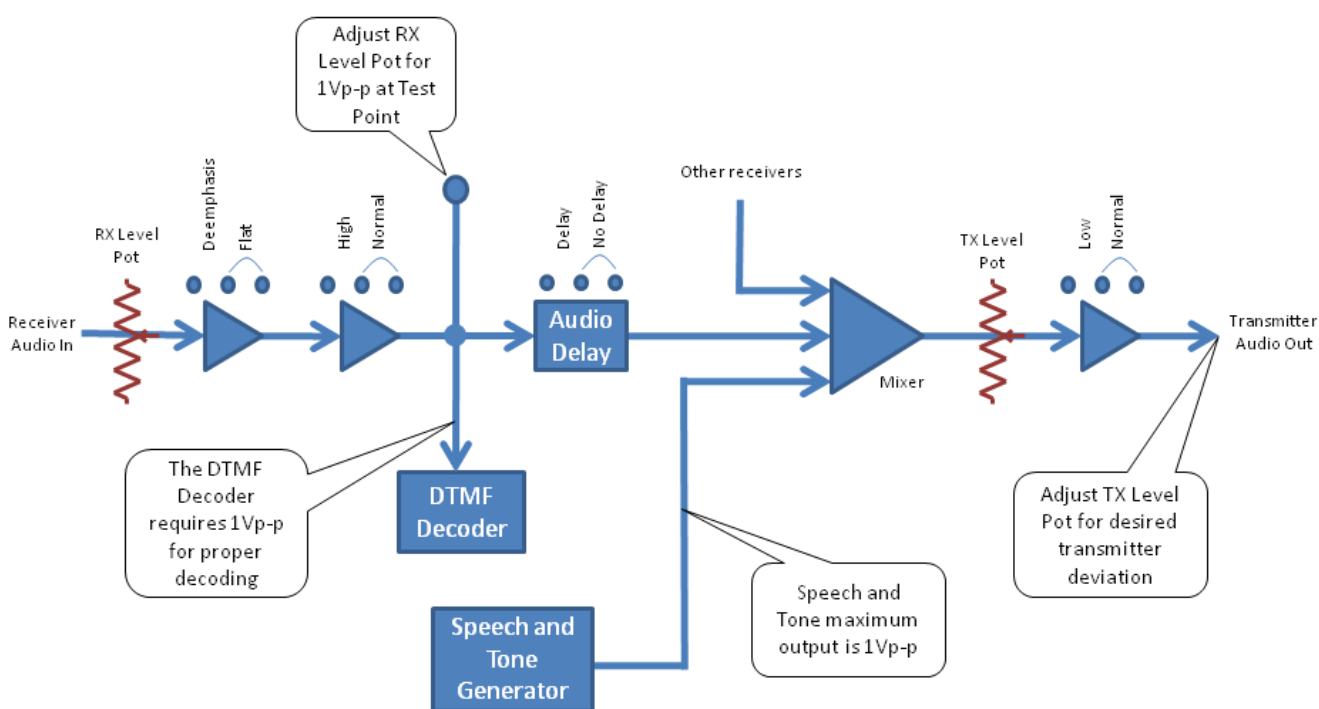 Adjust RX
Level Pot for
1Vp-p at Test
Point
Other receivers
Deemphasis
Flat
High
Normal
Delay
No Delay
Low
Normal
RX Level
Pot
TX Level
Pot
Receiver
Audio In
Audio
Delay
Mixer
Transmitter
Audio Out
The DTMF
Decoder
requires 1Vp-p
for proper
decoding
DTMF
Decoder
Adjust TX Level
Pot for desired
transmitter
deviation
Speech and
Tone maximum
output is 1Vp-p
Speech and
Tone
Generator